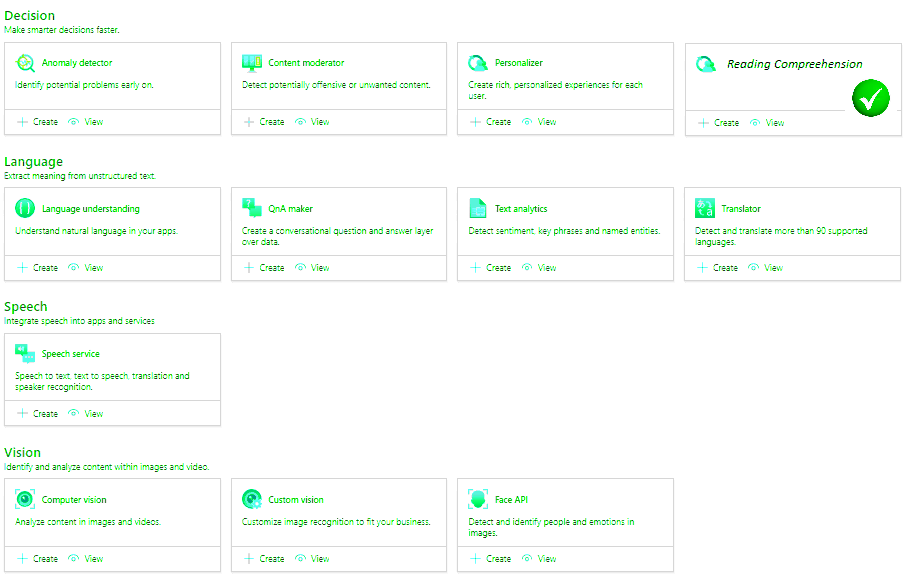 Decision
Make smarter decisions faster.
Anomaly detector
Identify potential problems early on.
Create View
Content moderator
Detect potentially offensive or unwanted content.
Create View
Personalizer
Create rich, personalized experiences for each
user.
Create View
Reading Compreehension
Create View
Language
Extract meaning from unstructured text.
Language understanding
Understand natural language in your apps.
Create View
QnA maker
Create a conversational question and answer layer
over data.
Create View
Text analytics
Detect sentiment, key phrases and named entities.
Create View
Translator
Detect and translate more than 90 supported
languages.
Create View
Speech
Integrate speech into apps and services
Speech service
Speech to text, text to speech, translation and
speaker recognition.
Create View
Vision
Identify and analyze content within images and video.
Computer vision
Analyze content in images and videos.
Create View
Custom vision
Customize image recognition to fit your business.
Create View
Face API
Detect and identify people and emotions in
images.
Create View